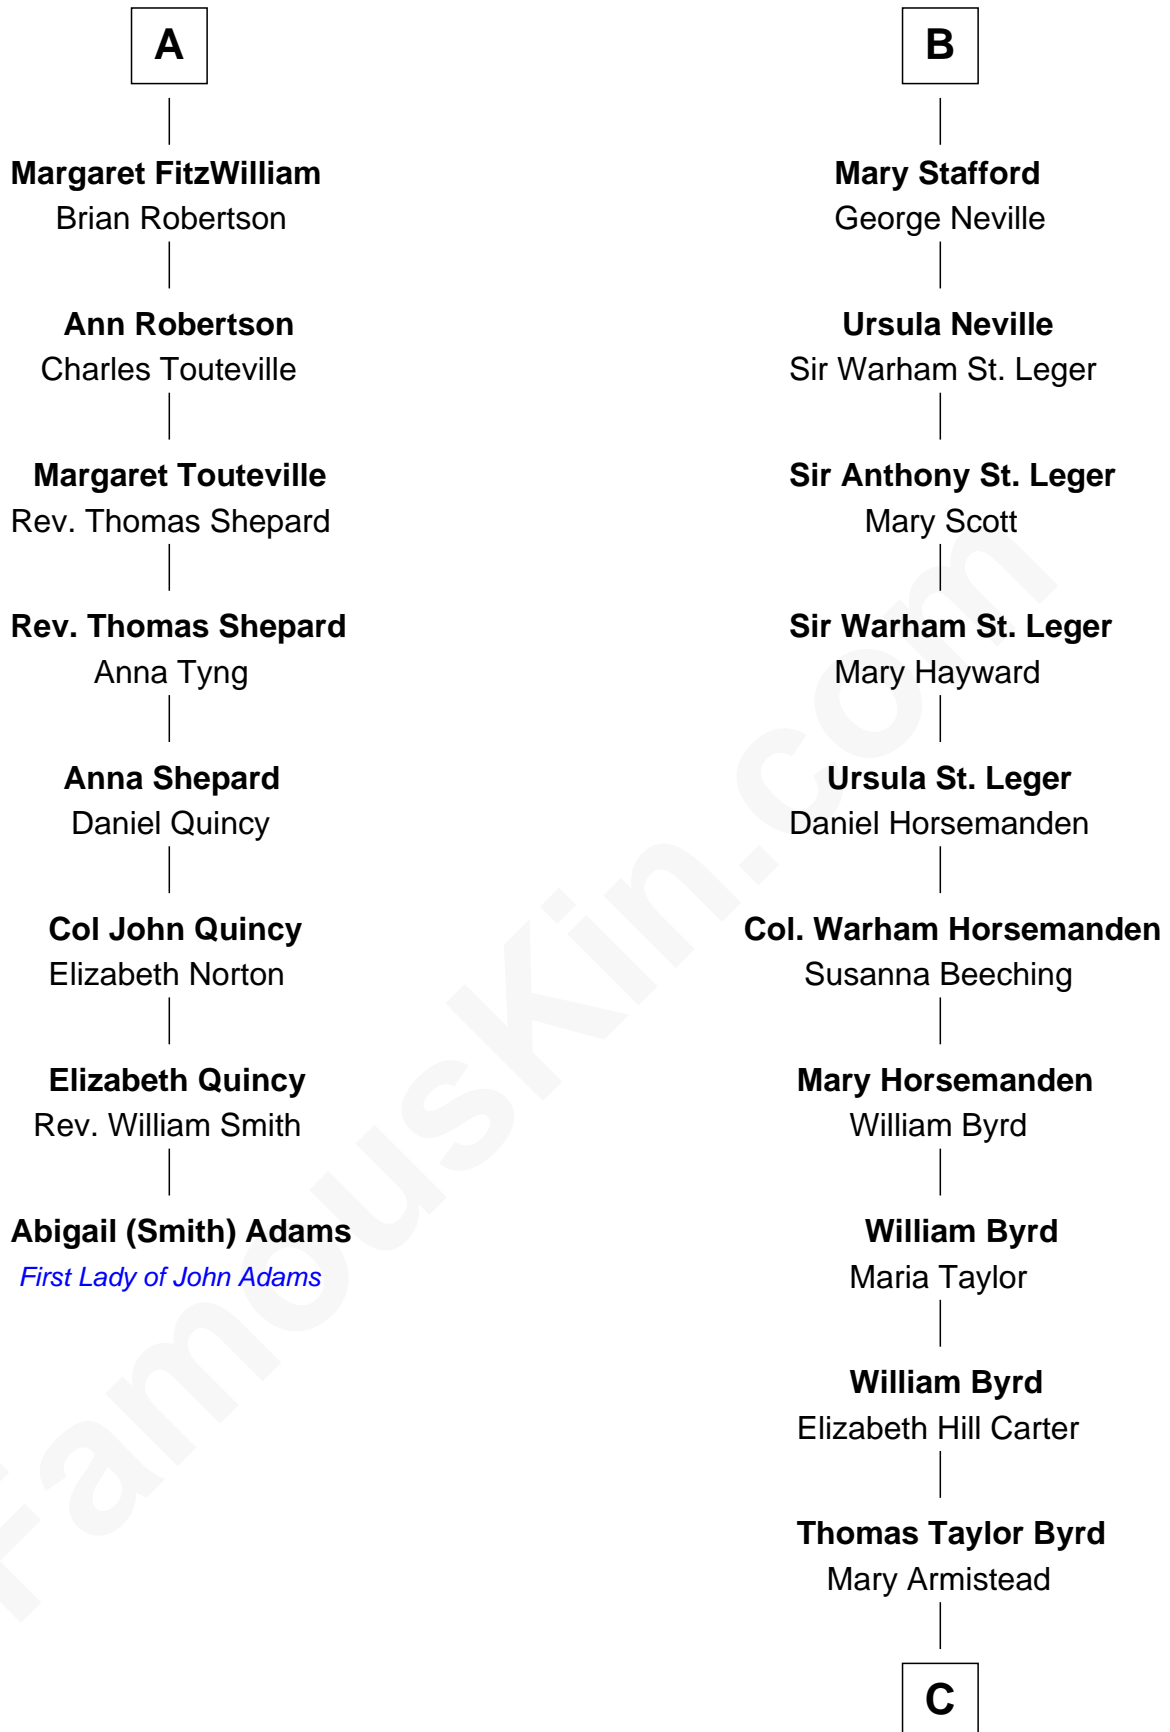 A
Margaret FitzWilliam
Brian Robertson
Ann Robertson
Charles Touteville
Margaret Touteville
Rev. Thomas Shepard
Rev. Thomas Shepard
Anna Tyng
Anna Shepard
Daniel Quincy
Col John Quincy
Elizabeth Norton
Elizabeth Quincy
Rev. William Smith
Abigail (Smith) Adams
First Lady of John Adams
B
Mary Stafford
George Neville
Ursula Neville
Sir Warham St. Leger
Sir Anthony St. Leger
Mary Scott
Sir Warham St. Leger
Mary Hayward
Ursula St. Leger
Daniel Horsemanden
Col. Warham Horsemanden
Susanna Beeching
Mary Horsemanden
William Byrd
William Byrd
Maria Taylor
William Byrd
Elizabeth Hill Carter
Thomas Taylor Byrd
Mary Armistead
C
FamousKin.com